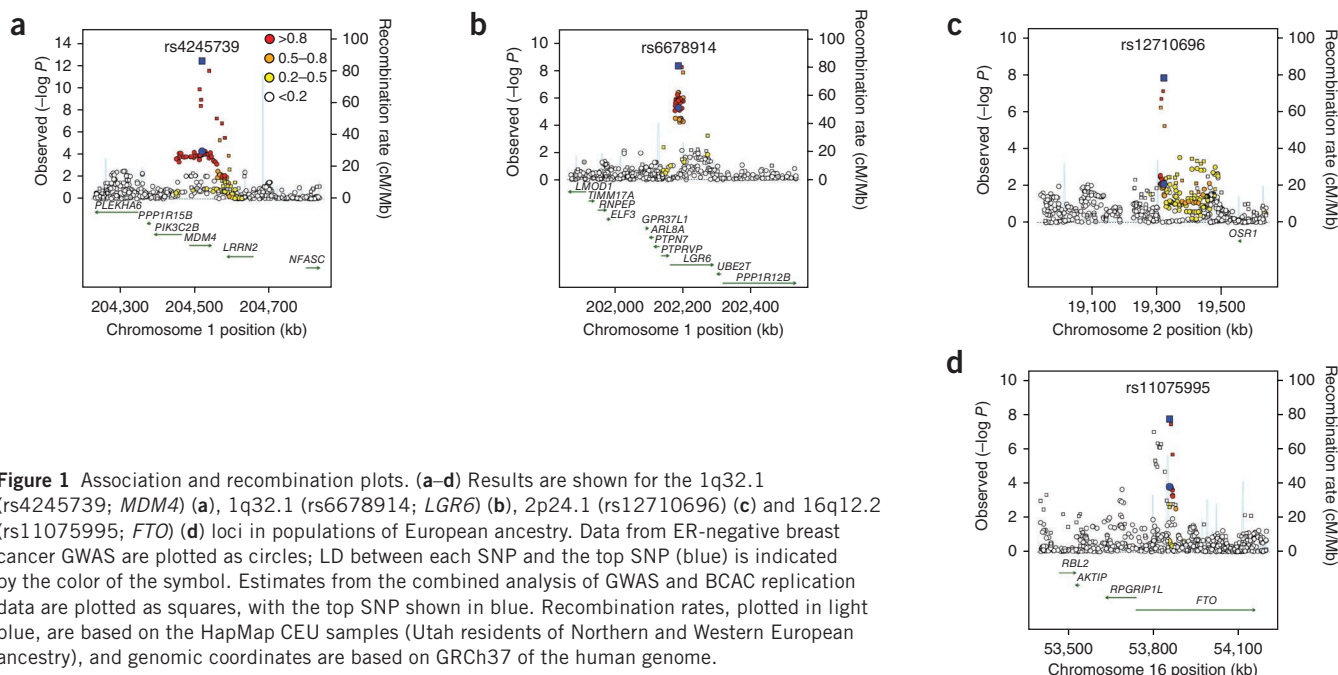 a
rs4245739
>0.8
0.5–0.8
0.2–0.5
<0.2
14
12
10
8
6
4
2
0
100
80
60
40
20
0
Observed (–log P)
Recombination rate (cM/Mb)
PLEKHA6
PPP1R15B
PIK3C2B
MDM4
LRRN2
NFASC
204,300 204,500 204,700
Chromosome 1 position (kb)
b
rs6678914
10
8
6
4
2
0
100
80
60
40
20
0
Observed (–log P)
Recombination rate (cM/Mb)
LMOD1
TIMM17A
RNPEP
ELF3
GPR37L1
ARL8A
PTPN7
PTPRVP
LGR6
UBE2T
PPP1R12B
202,000 202,200 202,400
Chromosome 1 position (kb)
c
rs12710696
10
8
6
4
2
0
100
80
60
40
20
0
Observed (–log P)
Recombination rate (cM/Mb)
OSR1
19,100 19,300 19,500
Chromosome 2 position (kb)
d
rs11075995
10
8
6
4
2
0
100
80
60
40
20
0
Observed (–log P)
Recombination rate (cM/Mb)
RBL2
AKTIP
RPGRIP1L
FTO
53,500 53,800 54,100
Chromosome 16 position (kb)
Figure 1 Association and recombination plots. (a–d) Results are shown for the 1q32.1
(rs4245739; MDM4) (a), 1q32.1 (rs6678914; LGR6) (b), 2p24.1 (rs12710696) (c) and 16q12.2
(rs11075995; FTO) (d) loci in populations of European ancestry. Data from ER-negative breast
cancer GWAS are plotted as circles; LD between each SNP and the top SNP (blue) is indicated
by the color of the symbol. Estimates from the combined analysis of GWAS and BCAC replication
data are plotted as squares, with the top SNP shown in blue. Recombination rates, plotted in light
blue, are based on the HapMap CEU samples (Utah residents of Northern and Western European
ancestry), and genomic coordinates are based on GRCh37 of the human genome.